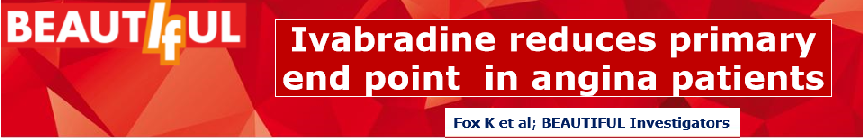 BEAUTIfUL
Ivabradine reduces primary
end point in angina patients
Fox K et al; BEAUTIFUL Investigators